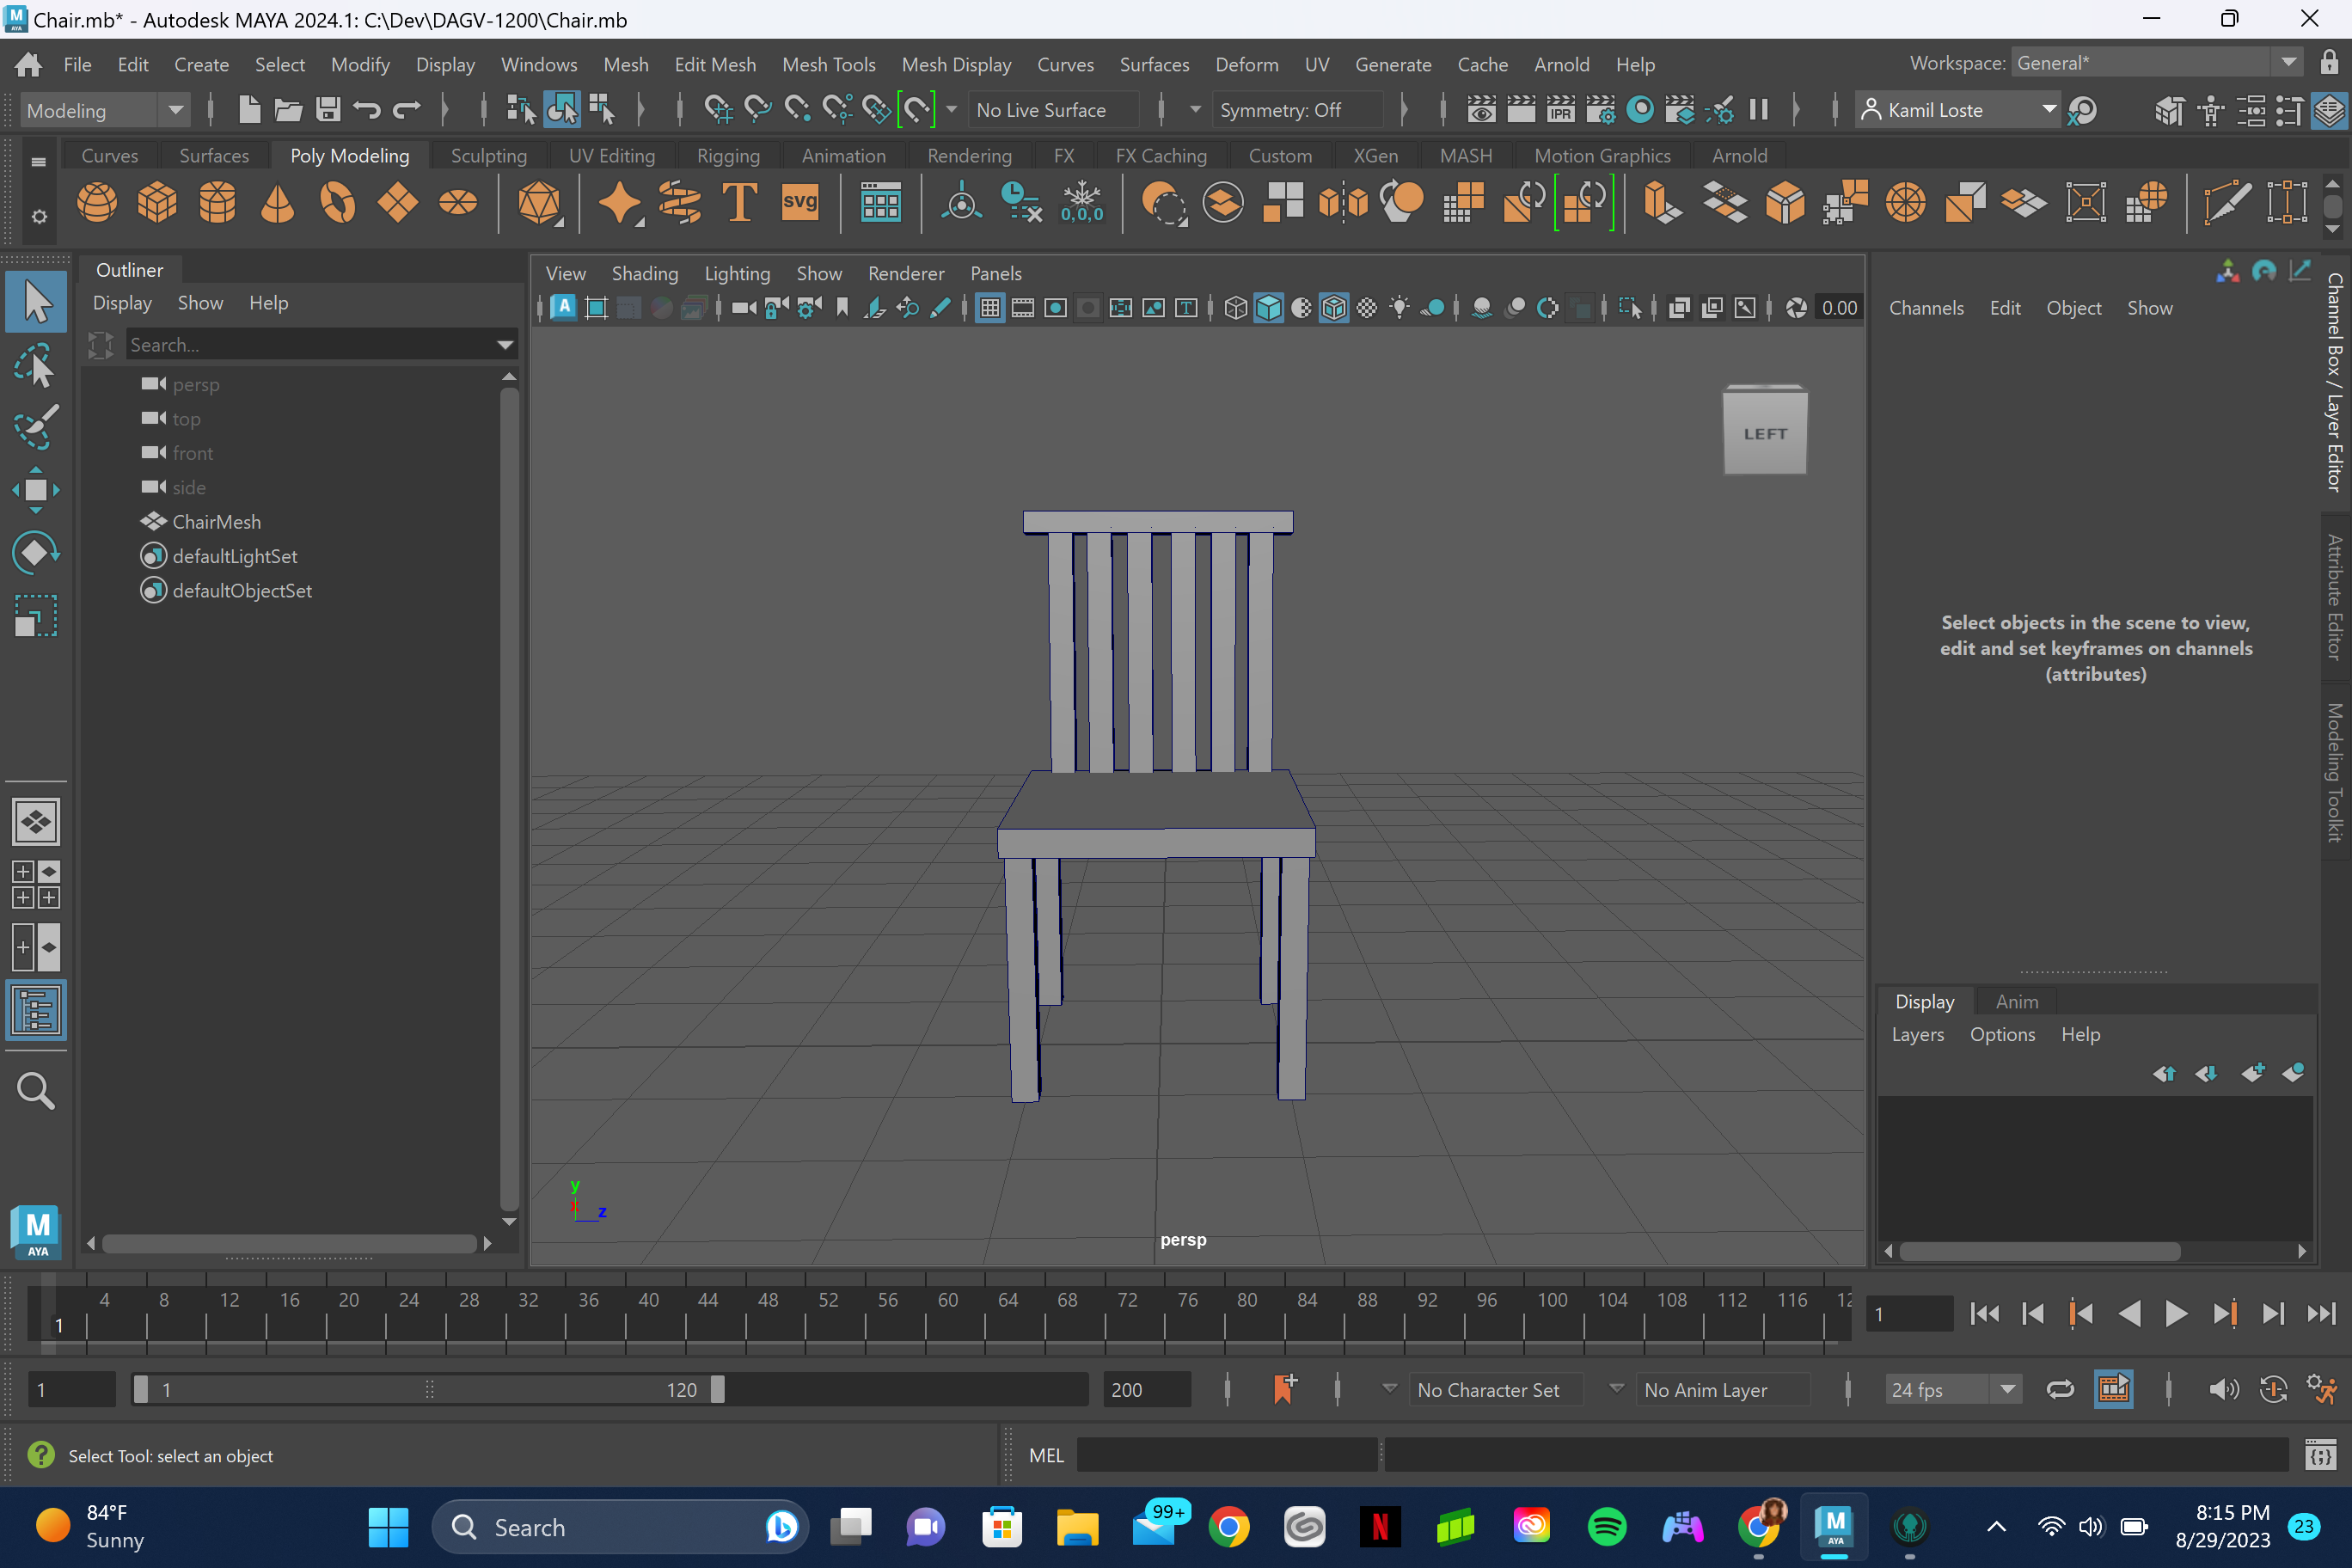 Chair.mb* - Autodesk MAYA 2024.1: C:\Dev\DAGV-1200\Chair.mb
File Edit Create Select Modify Display Windows Mesh Edit Mesh Mesh Tools Mesh Display Curves Surfaces Deform UV Generate Cache Arnold Help Workspace: General*
Modeling No Live Surface Symmetry: Off IPR Kamil Loste
Curves Surfaces Poly Modeling Sculpting UV Editing Rigging Animation Rendering FX FX Caching Custom XGen MASH Motion Graphics Arnold
T svg 0,0,0
Outliner
Display Show Help
Search...
persp
top
front
side
ChairMesh
defaultLightSet
defaultObjectSet
View Shading Lighting Show Renderer Panels
0.00
LEFT
y
x
z
persp
Channels Edit Object Show
Select objects in the scene to view,
edit and set keyframes on channels
(attributes)
Channel Box / Layer Editor
Attribute Editor
Modeling Toolkit
Display Anim
Layers Options Help
M
AYA
4 8 12 16 20 24 28 32 36 40 44 48 52 56 60 64 68 72 76 80 84 88 92 96 100 104 108 112 116 12
1
1
1 1 120 200 No Character Set No Anim Layer 24 fps
Select Tool: select an object MEL
84°F
Sunny
Search
99+
N
M
AYA
8:15 PM
8/29/2023
23